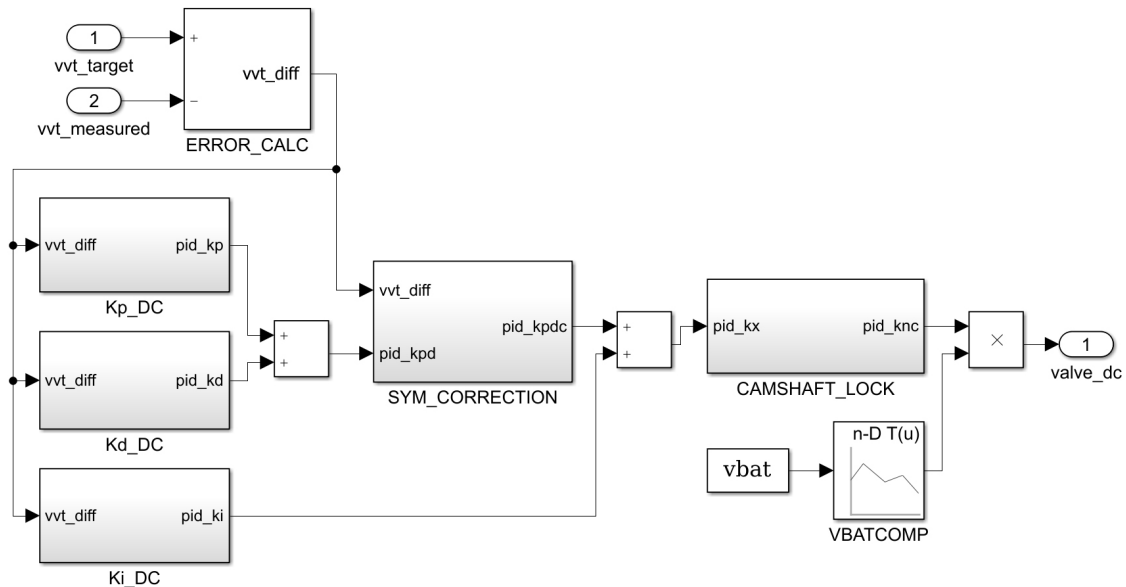 1
+
vvt_target
vvt_diff
2
−
vvt_measured
ERROR_CALC
vvt_diff pid_kp
Kp_DC
vvt_diff
pid_kpdc
pid_kpd
SYM_CORRECTION
+
+
vvt_diff pid_kd
Kd_DC
+
+
pid_kx pid_knc
CAMSHAFT_LOCK
×
1
valve_dc
n-D T(u)
vbat
VBATCOMP
vvt_diff pid_ki
Ki_DC